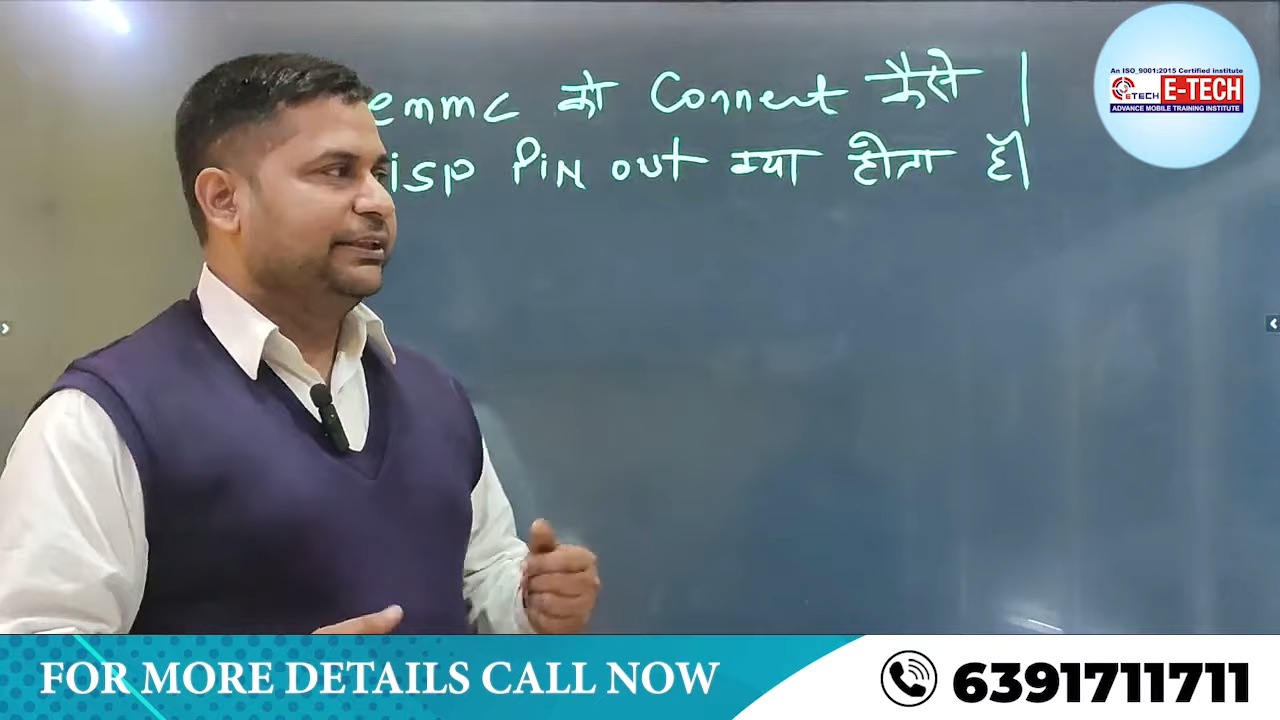 emmc को Connect कैसे |
isp PiN out क्या होता है।
An ISO_9001:2015 Certified institute
ETECH E-TECH
ADVANCE MOBILE TRAINING INSTITUTE
FOR MORE DETAILS CALL NOW
6391711711